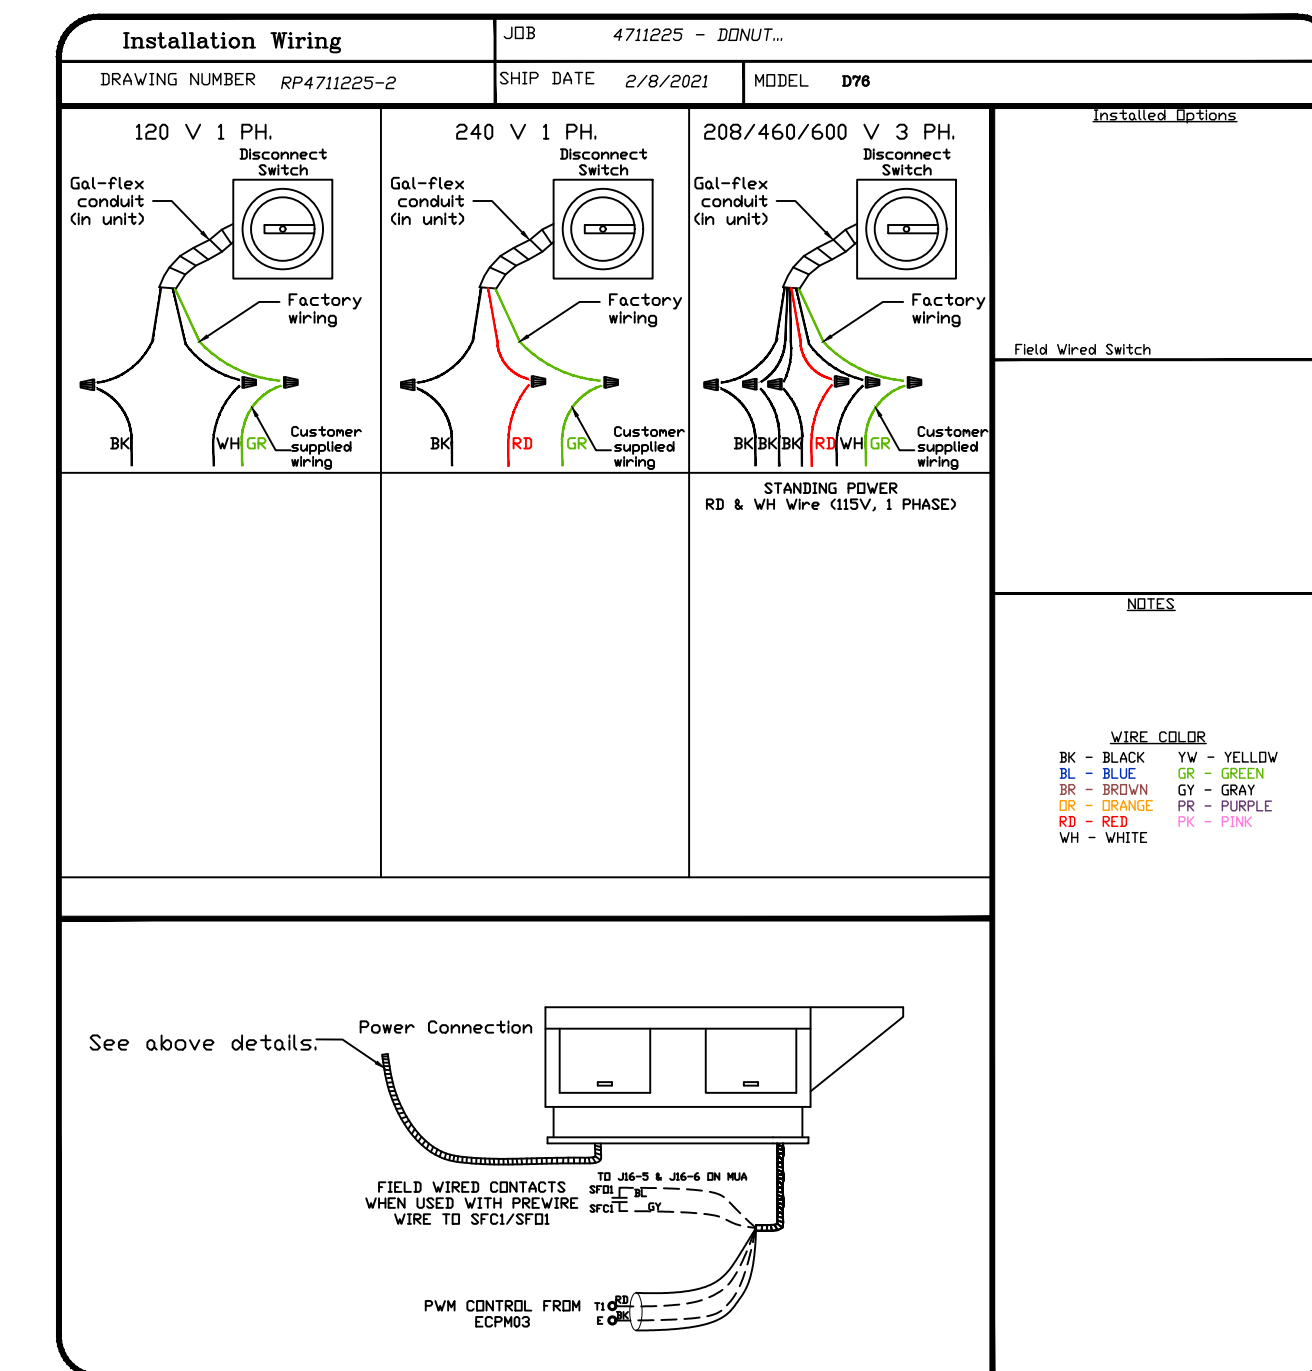 Installation Wiring
JOB 4711225 - DONUT...
DRAWING NUMBER RP4711225-2
SHIP DATE 2/8/2021
MODEL D76
120 V 1 PH.
Disconnect
Switch
Gal-flex
conduit
(in unit)
Factory
wiring
BK WH GR
Customer
supplied
wiring
240 V 1 PH.
Disconnect
Switch
Gal-flex
conduit
(in unit)
Factory
wiring
BK RD GR
Customer
supplied
wiring
208/460/600 V 3 PH.
Disconnect
Switch
Gal-flex
conduit
(in unit)
Factory
wiring
BK BK BK RD WH GR
Customer
supplied
wiring
STANDING POWER
RD & WH Wire (115V, 1 PHASE)
Installed Options
Field Wired Switch
NOTES
WIRE COLOR
BK - BLACK YW - YELLOW
BL - BLUE GR - GREEN
BR - BROWN GY - GRAY
OR - ORANGE PR - PURPLE
RD - RED PK - PINK
WH - WHITE
See above details.
Power Connection
TO J16-5 & J16-6 ON MUA
FIELD WIRED CONTACTS
WHEN USED WITH PREWIRE
WIRE TO SFC1/SFO1
SFO1 BL
SFC1 GY
PWM CONTROL FROM
ECPM03
T1 RD
E BK